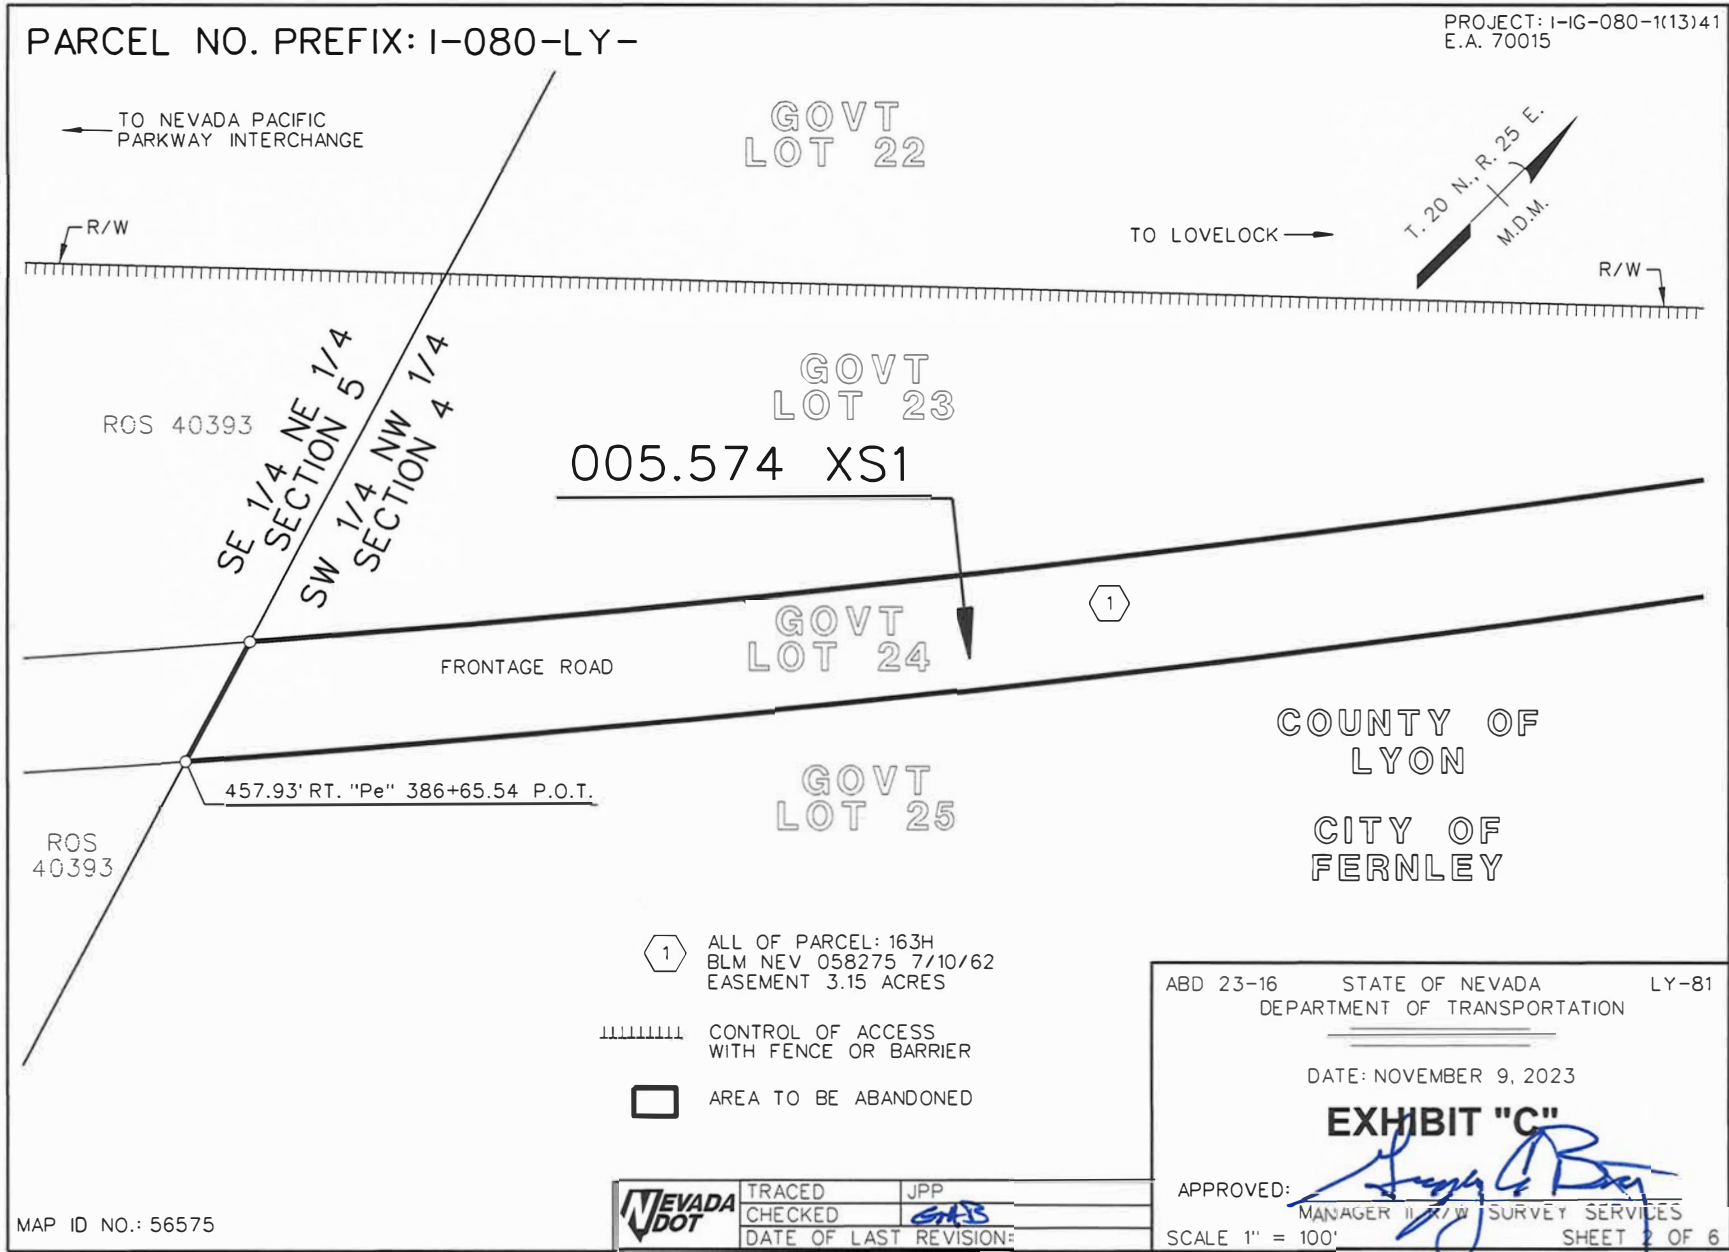 PARCEL NO. PREFIX: I-080-LY-
PROJECT: I-IG-080-1(13)41
E.A. 70015
TO NEVADA PACIFIC
PARKWAY INTERCHANGE
GOVT
LOT 22
T. 20 N., R. 25 E.
M.D.M.
R/W
TO LOVELOCK
R/W
SE 1/4 NE 1/4
SECTION 5
SW 1/4 NW 1/4
SECTION 4
ROS 40393
GOVT
LOT 23
005.574 XS1
1
GOVT
LOT 24
FRONTAGE ROAD
COUNTY OF
LYON
GOVT
LOT 25
457.93' RT. "Pe" 386+65.54 P.O.T.
CITY OF
FERNLEY
ROS
40393
1
ALL OF PARCEL: 163H
BLM NEV 058275 7/10/62
EASEMENT 3.15 ACRES
CONTROL OF ACCESS
WITH FENCE OR BARRIER
AREA TO BE ABANDONED
ABD 23-16 STATE OF NEVADA LY-81
DEPARTMENT OF TRANSPORTATION
DATE: NOVEMBER 9, 2023
EXHIBIT "C"
APPROVED:
MANAGER II R/W SURVEY SERVICES
SCALE 1" = 100' SHEET 2 OF 6
NEVADA
DOT
TRACED JPP
CHECKED
DATE OF LAST REVISION:
MAP ID NO.: 56575